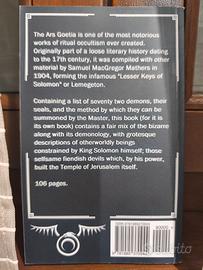 The Ars Goetia is one of the most notorious
works of ritual occultism ever created.
Originally part of a loose literary history dating
to the 17th century, it was compiled with other
material by Samuel MacGregor Mathers in
1904, forming the infamous "Lesser Keys of
Solomon" or Lemegeton.
Containing a list of seventy two demons, their
seals, and the method by which they can be
summoned by the Master, this book (for it is
its own book) contains a fair mix of the bizarre
along with its demonology, with grotesque
descriptions of otherworldly beings
constrained by King Solomon himself; those
selfsame fiendish devils which, by his power,
built the Temple of Jerusalem itself.
106 pages.
90000
subito